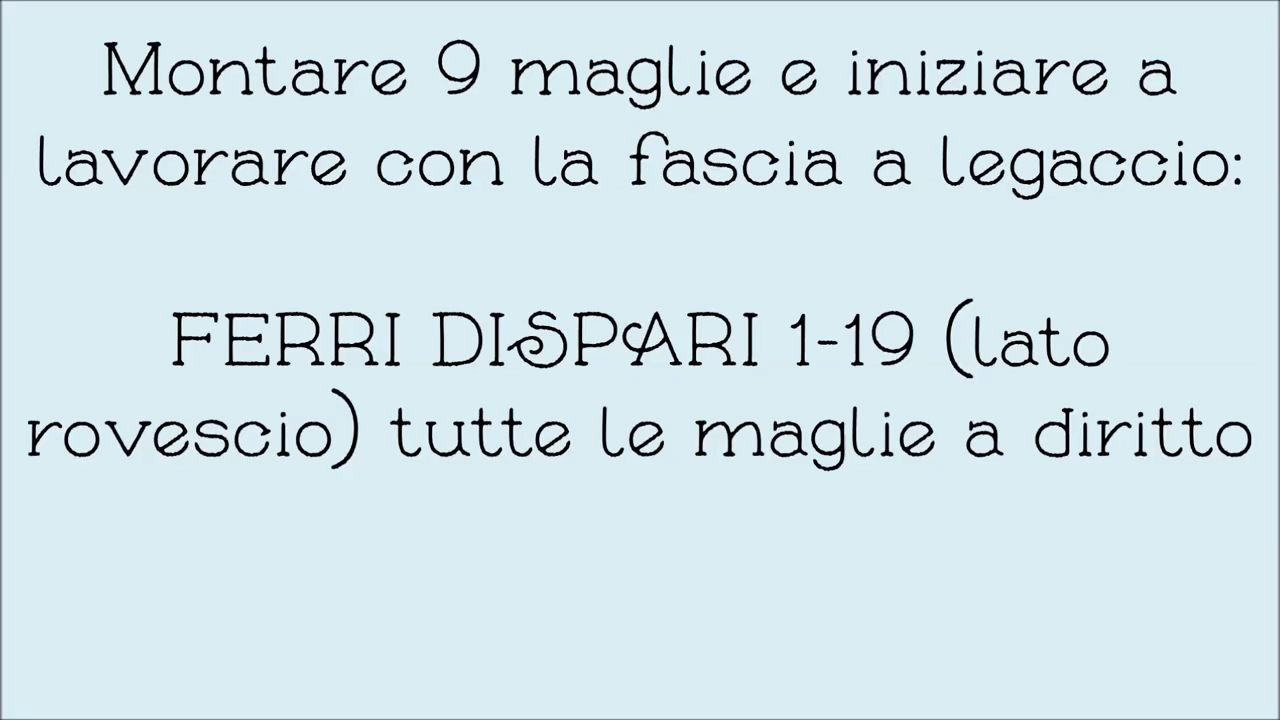 Montare 9 maglie e iniziare a
lavorare con la fascia a legaccio:
FERRI DISPARI 1-19 (lato
rovescio) tutte le maglie a diritto